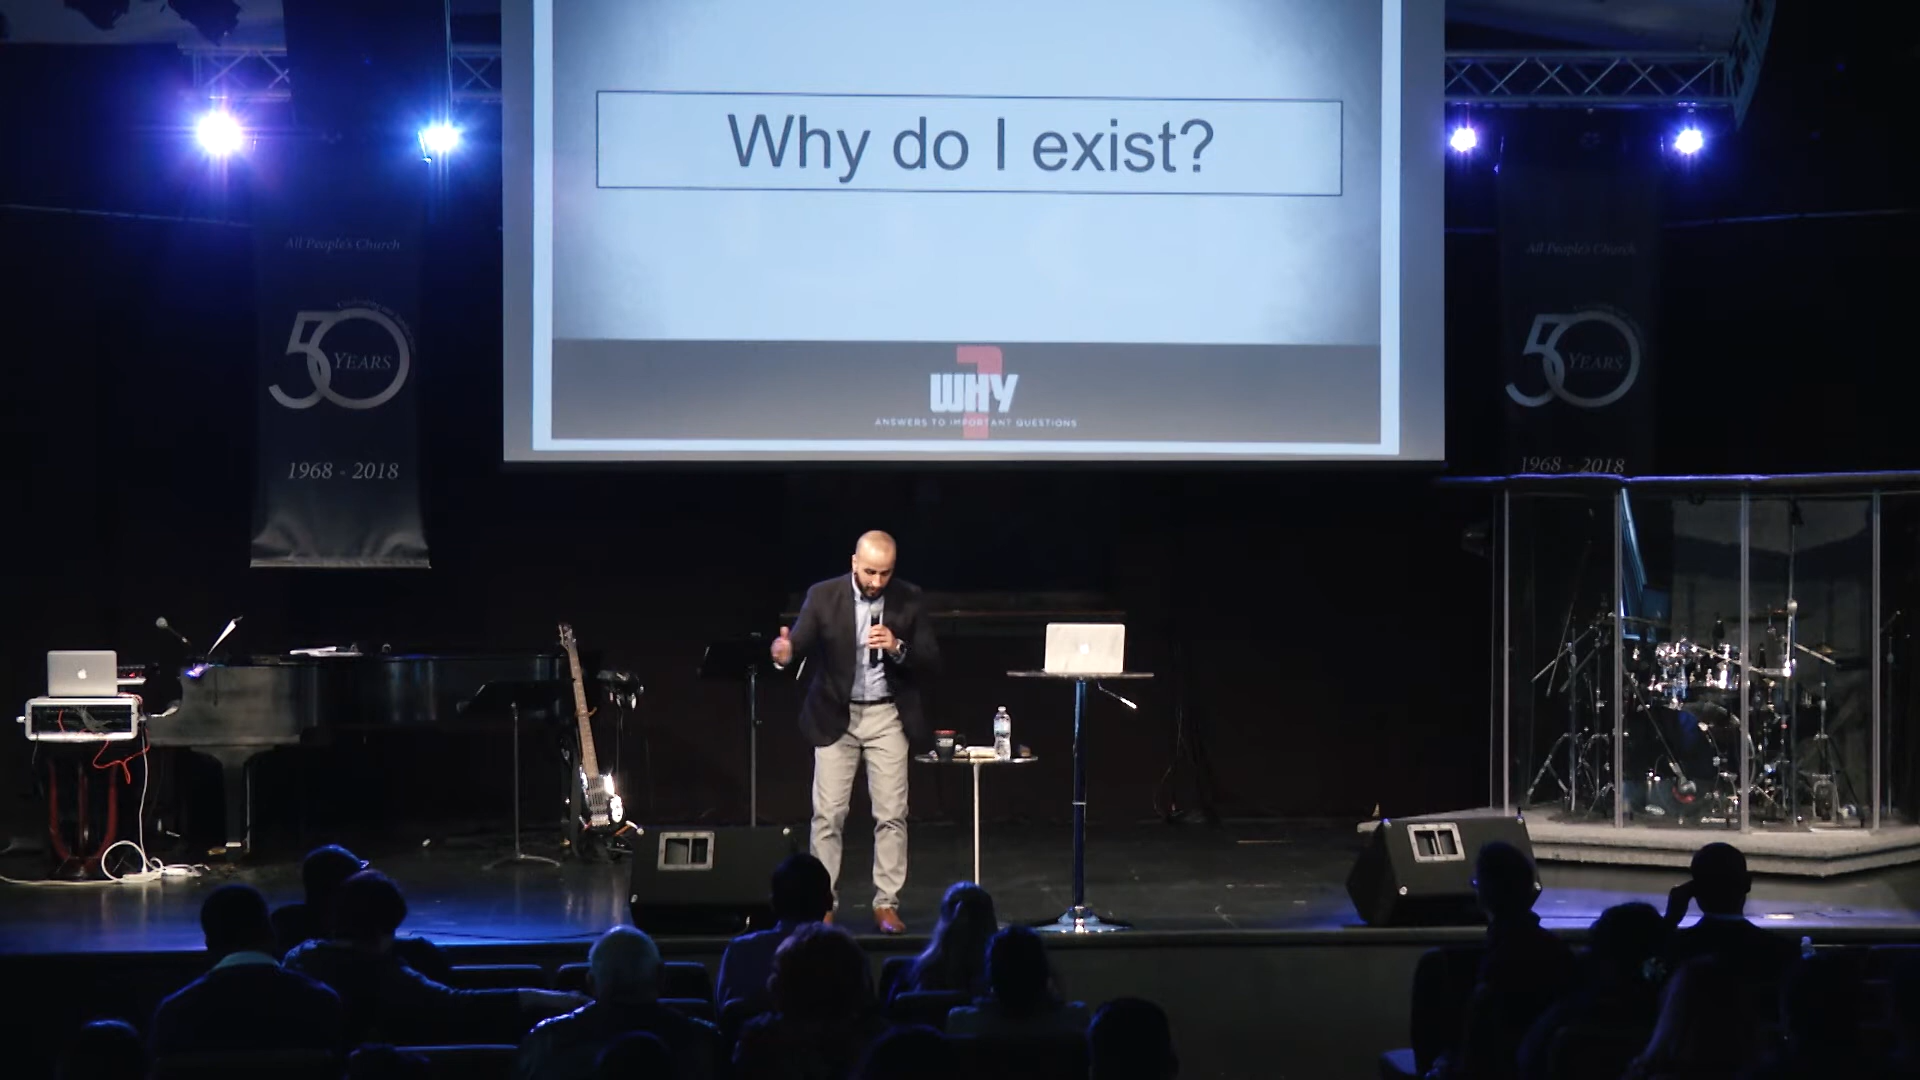 Why do I exist?
WHY
ANSWERS TO IMPORTANT QUESTIONS
All People's Church
50
YEARS
1968 - 2018
All People's Church
50
YEARS
1968 - 2018